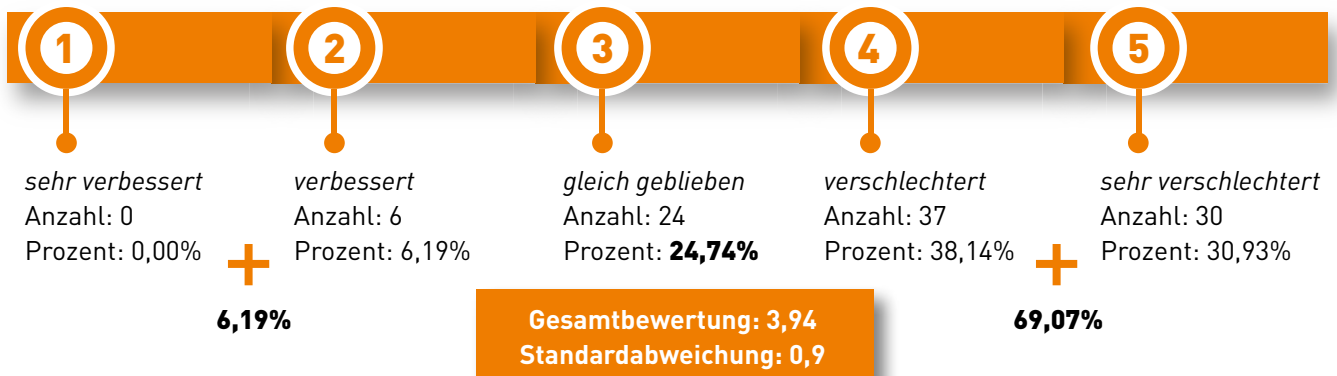 1
2
3
4
5
sehr verbessert
Anzahl: 0
Prozent: 0,00%
verbessert
Anzahl: 6
Prozent: 6,19%
gleich geblieben
Anzahl: 24
Prozent: 24,74%
verschlechtert
Anzahl: 37
Prozent: 38,14%
sehr verschlechtert
Anzahl: 30
Prozent: 30,93%
+
6,19%
+
69,07%
Gesamtbewertung: 3,94
Standardabweichung: 0,9